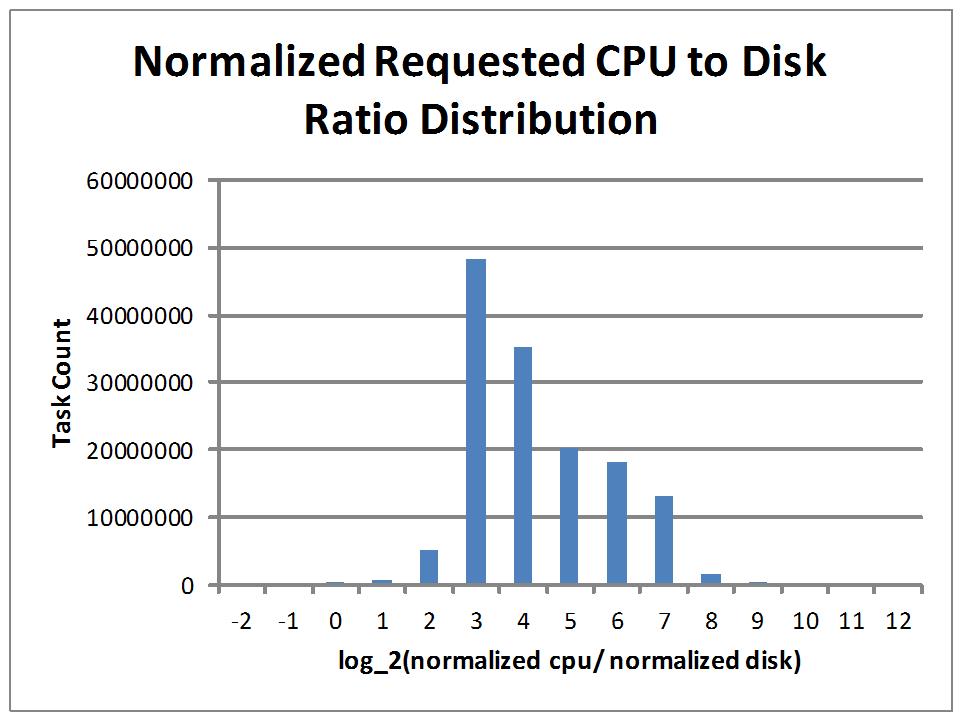 Normalized Requested CPU to Disk
Ratio Distribution
60000000
50000000
40000000
30000000
20000000
10000000
0
Task Count
-2 -1 0 1 2 3 4 5 6 7 8 9 10 11 12
log_2(normalized cpu/ normalized disk)